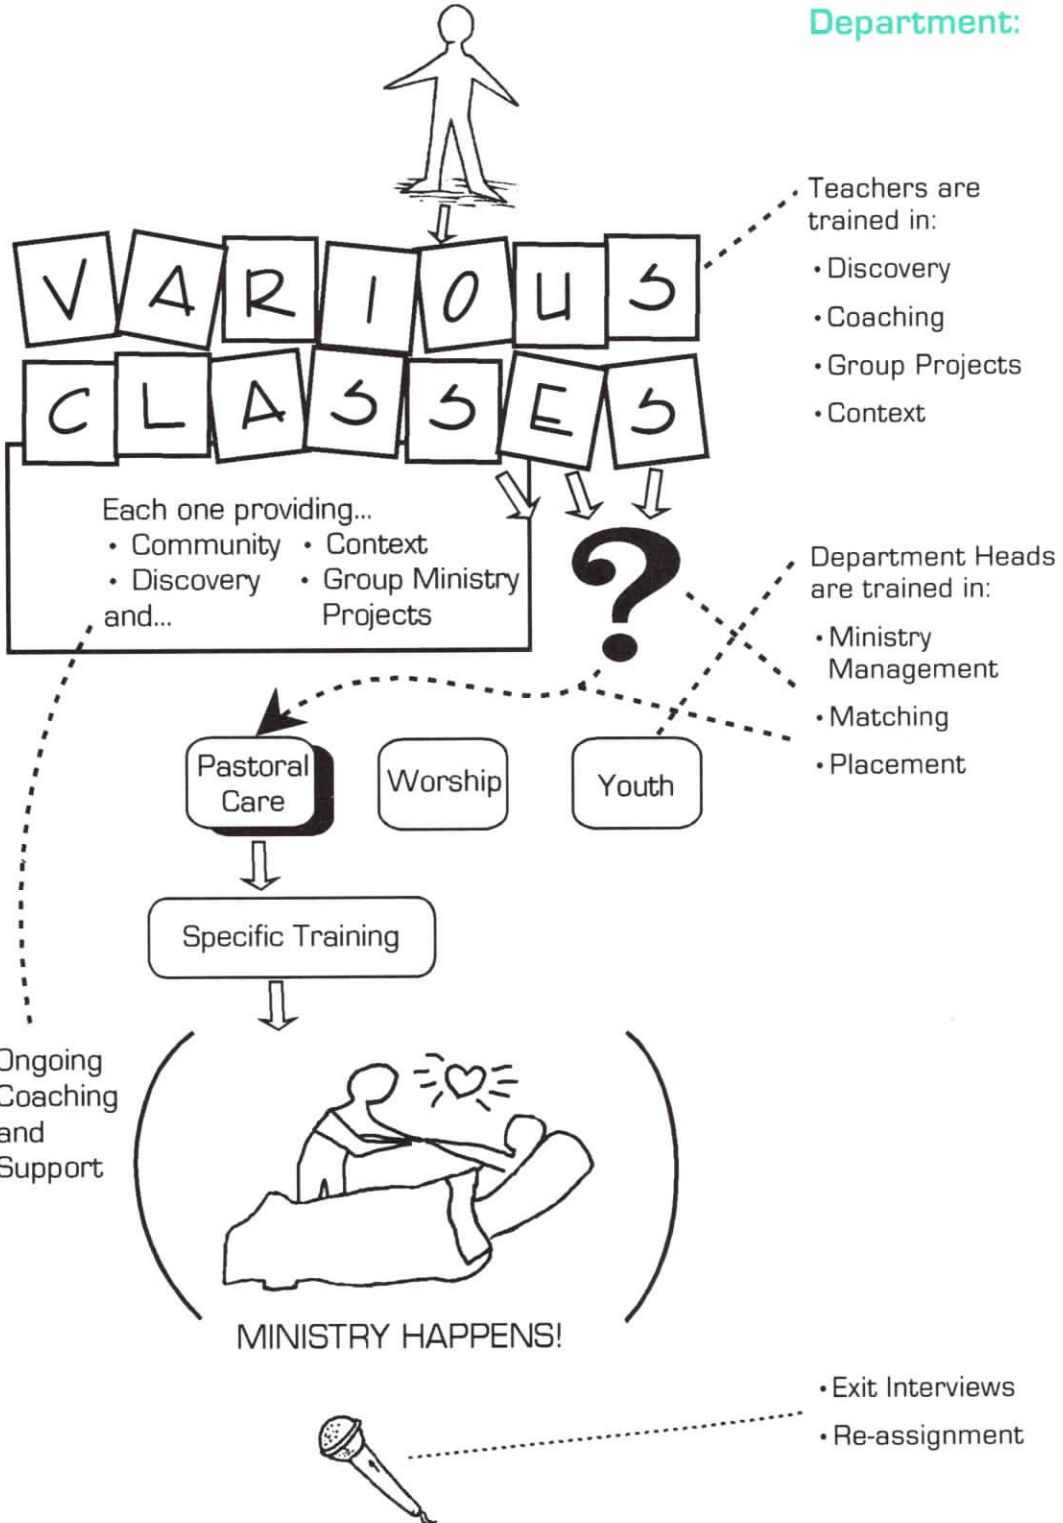 Department:
Teachers are
trained in:
• Discovery
• Coaching
• Group Projects
• Context
VARIOUS
CLASSES
Each one providing...
• Community • Context
• Discovery • Group Ministry
and... Projects
?
Department Heads
are trained in:
• Ministry
Management
• Matching
• Placement
Pastoral
Care
Worship
Youth
Specific Training
Ongoing
Coaching
and
Support
MINISTRY HAPPENS!
• Exit Interviews
• Re-assignment